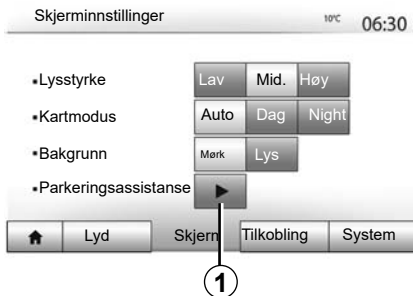 Skjerminnstillinger 10°C 06:30
▪Lysstyrke Lav Mid. Høy
▪Kartmodus Auto Dag Night
▪Bakgrunn Mørk Lys
▪Parkeringsassistanse
Lyd Skjerm Tilkobling System
1